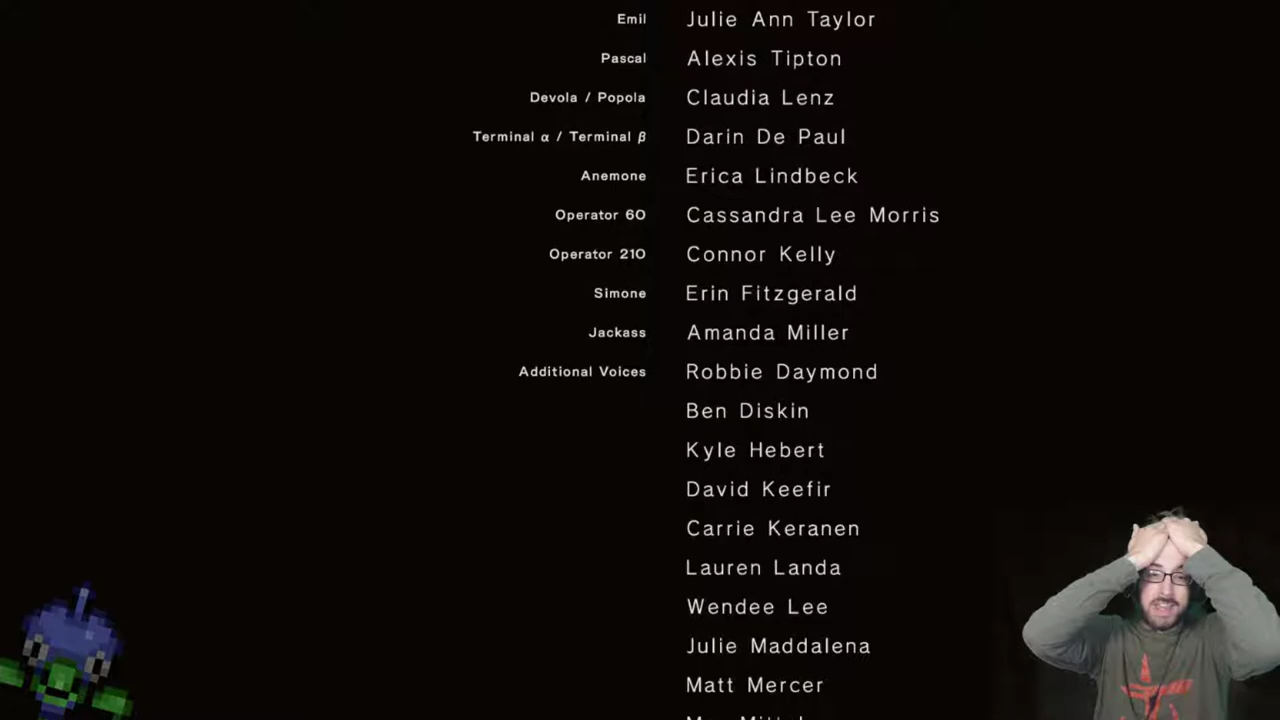 Emil Julie Ann Taylor
Pascal Alexis Tipton
Devola / Popola Claudia Lenz
Terminal α / Terminal β Darin De Paul
Anemone Erica Lindbeck
Operator 6O Cassandra Lee Morris
Operator 21O Connor Kelly
Simone Erin Fitzgerald
Jackass Amanda Miller
Additional Voices Robbie Daymond
Ben Diskin
Kyle Hebert
David Keefir
Carrie Keranen
Lauren Landa
Wendee Lee
Julie Maddalena
Matt Mercer